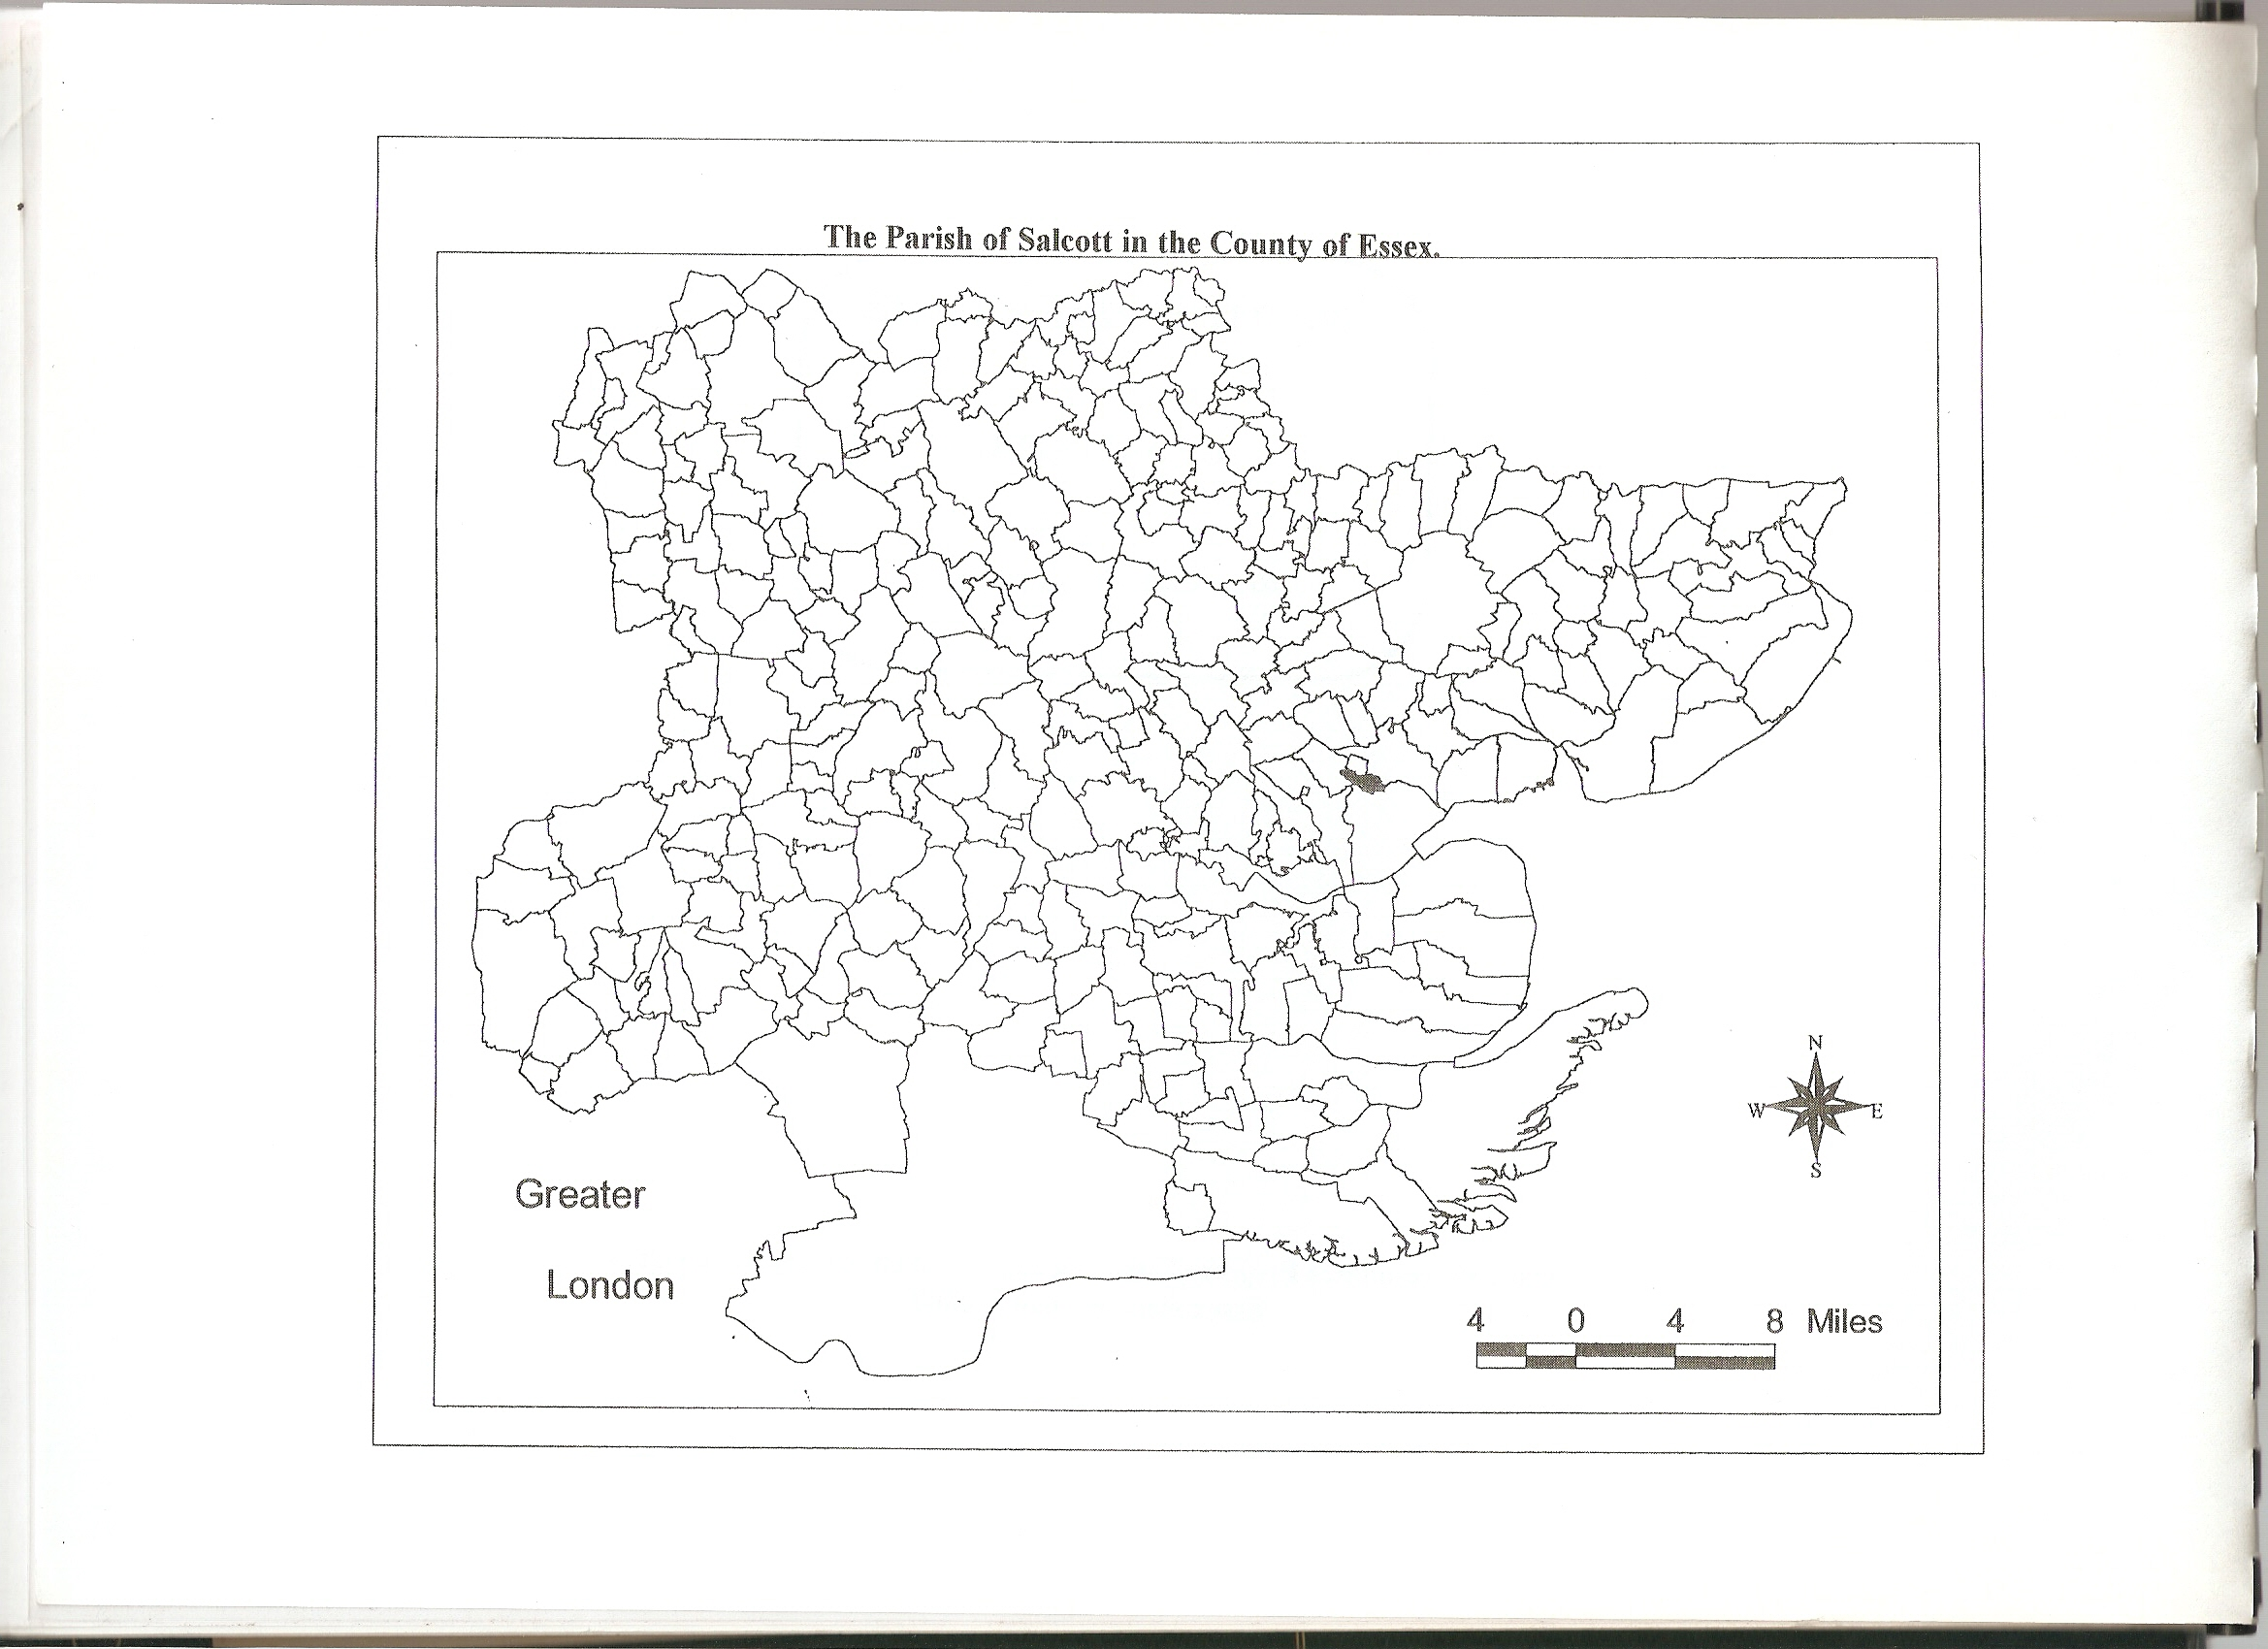 The Parish of Salcott in the County of Essex.
N
W E
S
Greater
London
4 0 4 8 Miles